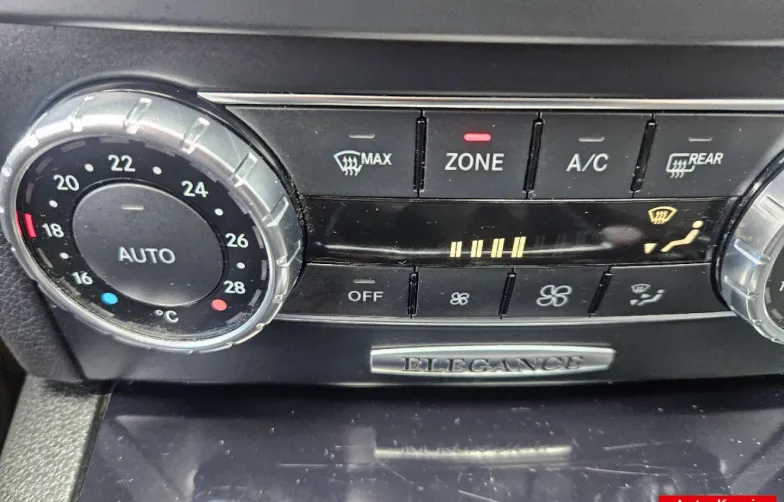 MAX
ZONE
A/C
REAR
22
20
24
18
26
16
28
°C
AUTO
OFF
ELEGANCE